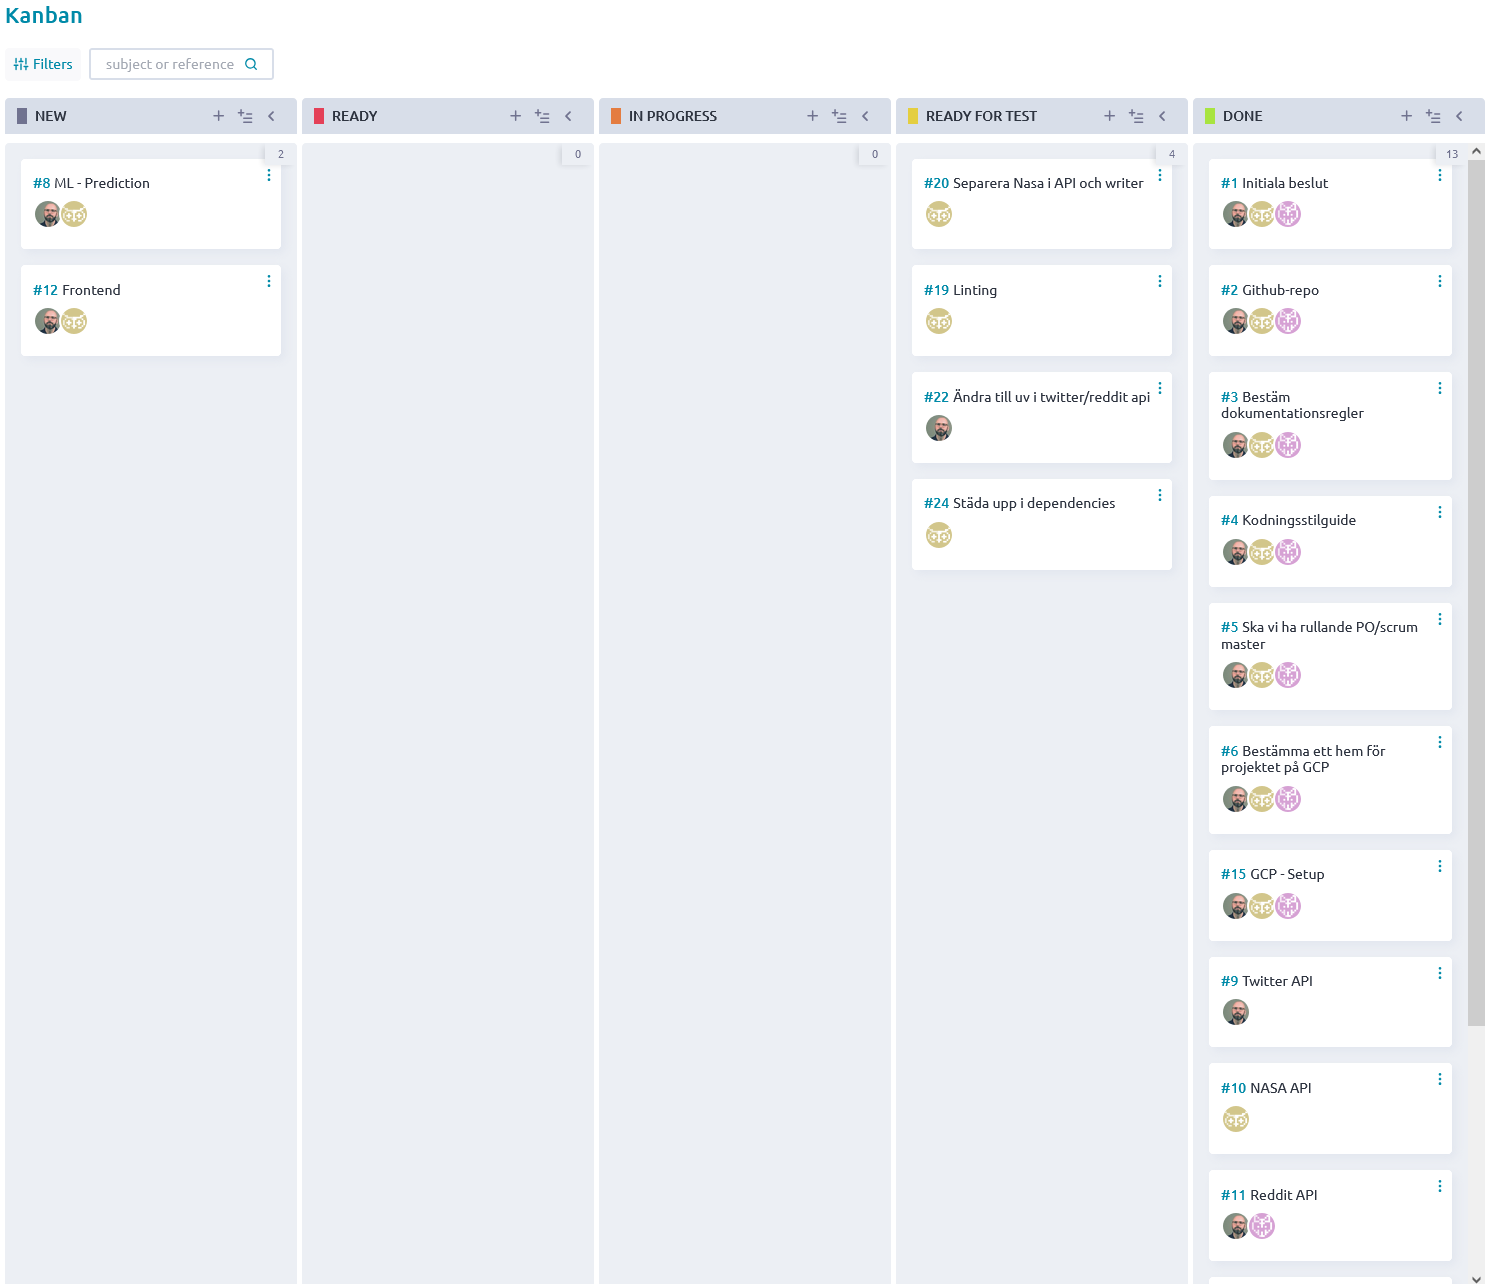 Kanban
Filters
subject or reference
NEW
2
#8 ML - Prediction
#12 Frontend
READY
0
IN PROGRESS
0
READY FOR TEST
4
#20 Separera Nasa i API och writer
#19 Linting
#22 Ändra till uv i twitter/reddit api
#24 Städa upp i dependencies
DONE
13
#1 Initiala beslut
#2 Github-repo
#3 Bestäm
dokumentationsregler
#4 Kodningsstilguide
#5 Ska vi ha rullande PO/scrum
master
#6 Bestämma ett hem för
projektet på GCP
#15 GCP - Setup
#9 Twitter API
#10 NASA API
#11 Reddit API